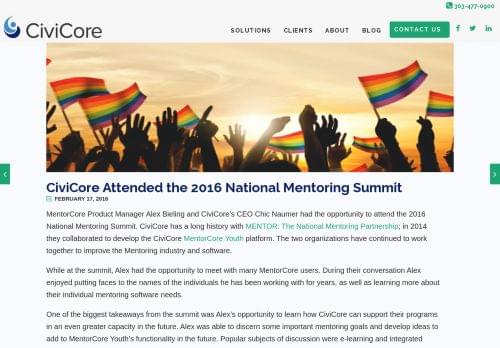 303-477-0900
CiviCore
SOLUTIONS CLIENTS ABOUT BLOG CONTACT US
CiviCore Attended the 2016 National Mentoring Summit
FEBRUARY 17, 2016
MentorCore Product Manager Alex Bieling and CiviCore's CEO Chic Naumer had the opportunity to attend the 2016
National Mentoring Summit. CiviCore has a long history with MENTOR: The National Mentoring Partnership; in 2014
they collaborated to develop the CiviCore MentorCore Youth platform. The two organizations have continued to work
together to improve the Mentoring industry and software.
While at the summit, Alex had the opportunity to meet with many MentorCore users. During their conversation Alex
enjoyed putting faces to the names of the individuals he has been working with for years, as well as learning more about
their individual mentoring software needs.
One of the biggest takeaways from the summit was Alex's opportunity to learn how CiviCore can support their programs
in an even greater capacity in the future. Alex was able to discern some important mentoring goals and develop ideas to
add to MentorCore Youth's functionality in the future. Popular subjects of discussion were e-learning and integrated